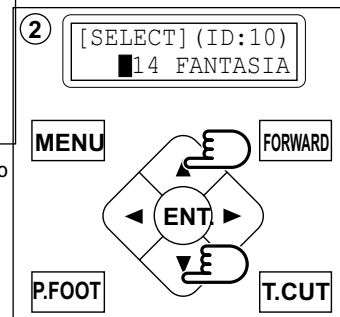 2
[SELECT](ID:10)
█14 FANTASIA
MENU
FORWARD
▲
◀ ENT. ▶
▼
P.FOOT
T.CUT
o